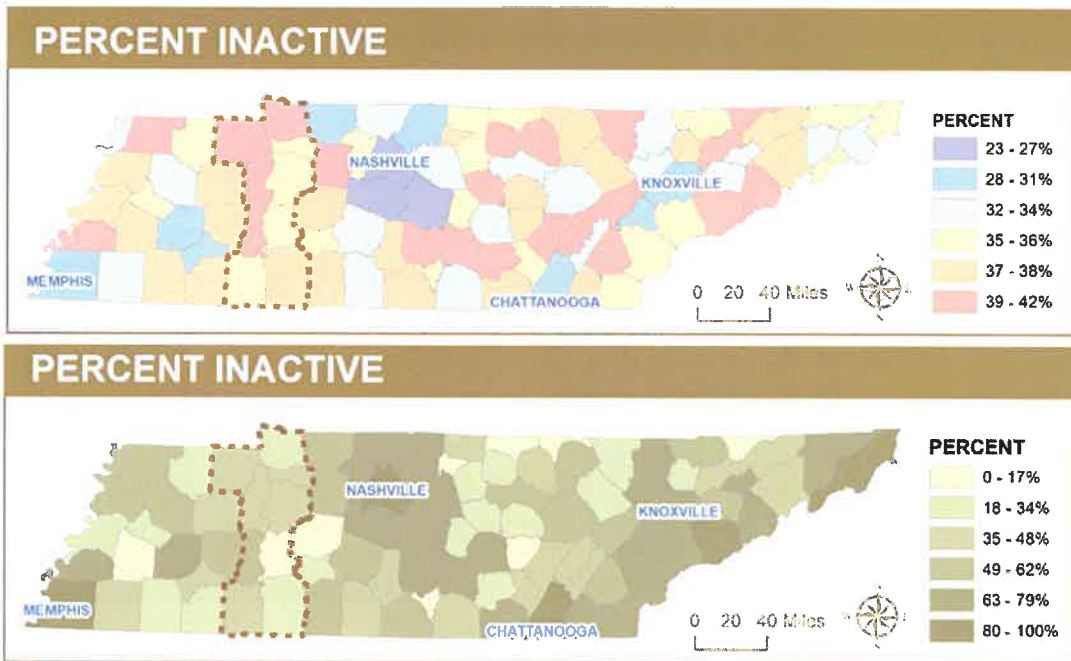 PERCENT INACTIVE
PERCENT
23 - 27%
28 - 31%
32 - 34%
35 - 36%
37 - 38%
39 - 42%
NASHVILLE
KNOXVILLE
MEMPHIS
CHATTANOOGA
0 20 40 Miles
N
W E
S
PERCENT INACTIVE
PERCENT
0 - 17%
18 - 34%
35 - 48%
49 - 62%
63 - 79%
80 - 100%
NASHVILLE
KNOXVILLE
MEMPHIS
CHATTANOOGA
0 20 40 Miles
N
W E
S